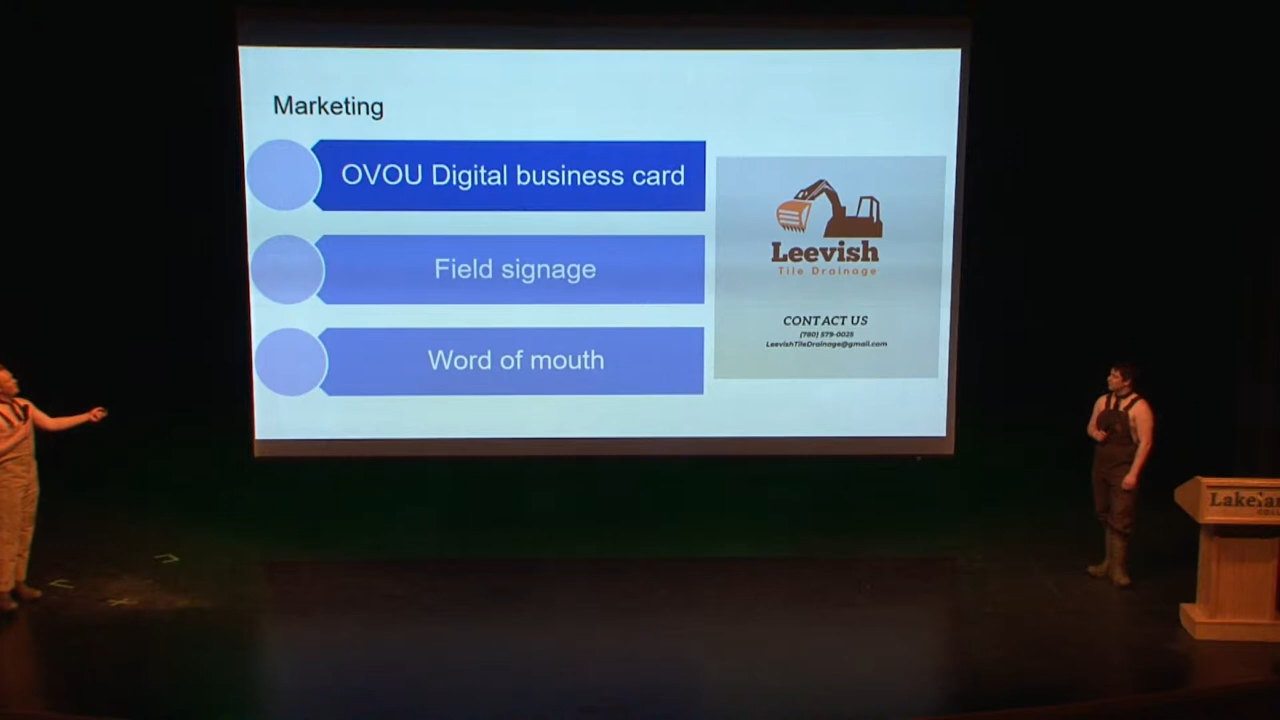 Marketing
OVOU Digital business card
Field signage
Word of mouth
Leevish
Tile Drainage
CONTACT US
(780) 579-0025
LeevishTileDrainage@gmail.com